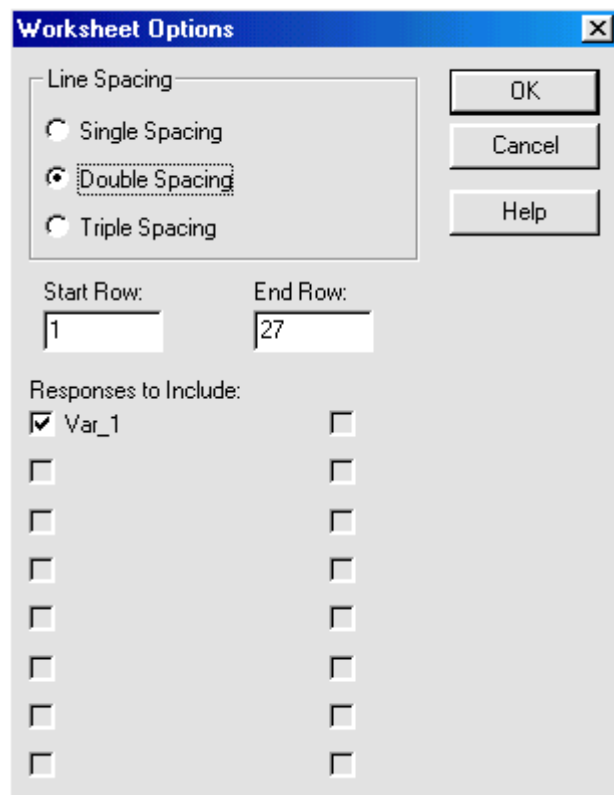 Worksheet Options
Line Spacing
Single Spacing
Double Spacing
Triple Spacing
OK
Cancel
Help
Start Row:
End Row:
1
27
Responses to Include:
Var_1